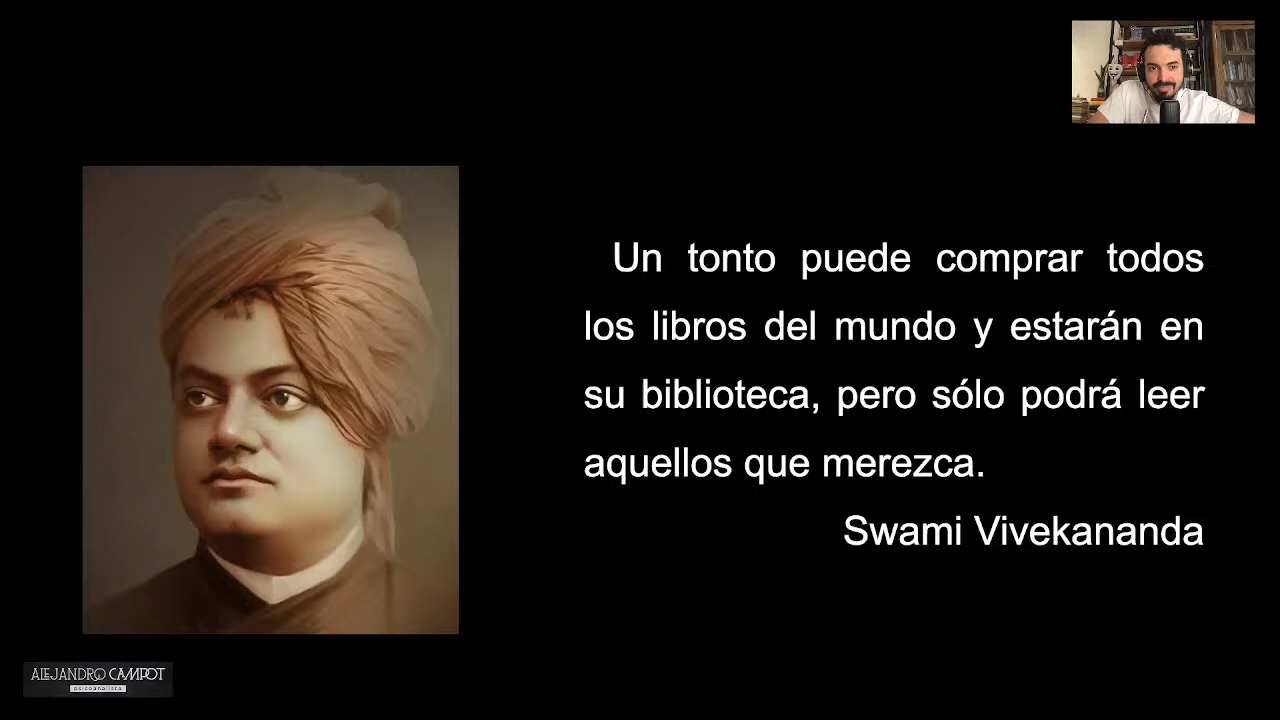 Un tonto puede comprar todos
los libros del mundo y estarán en
su biblioteca, pero sólo podrá leer
aquellos que merezca.
Swami Vivekananda
ALEJANDRO CAMPOT
psicoanalista